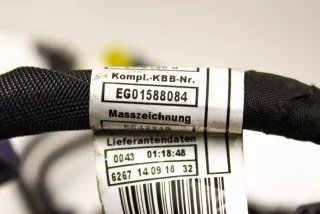 Kompl.-KBB-Nr.
EG01588084
Masszeichnung
Lieferantendaten
0043 01:18:48
6267 14 09 18 32